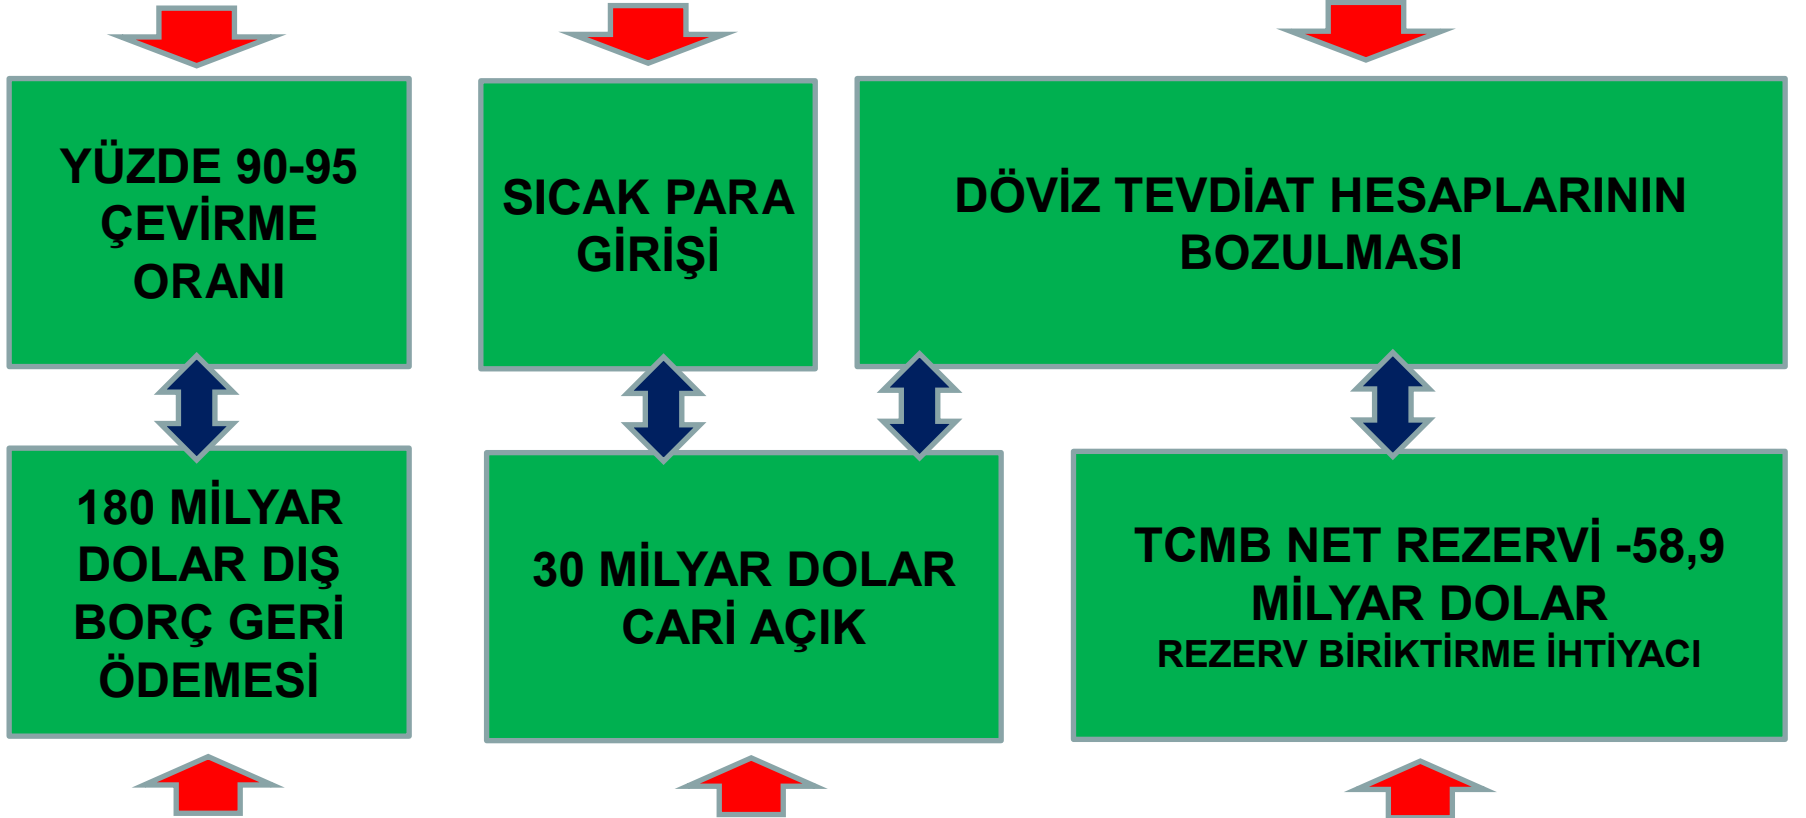 YÜZDE 90-95
ÇEVİRME
ORANI
SICAK PARA
GİRİŞİ
DÖVİZ TEVDİAT HESAPLARININ
BOZULMASI
180 MİLYAR
DOLAR DIŞ
BORÇ GERİ
ÖDEMESİ
30 MİLYAR DOLAR
CARİ AÇIK
TCMB NET REZERVİ -58,9
MİLYAR DOLAR
REZERV BİRİKTİRME İHTİYACI